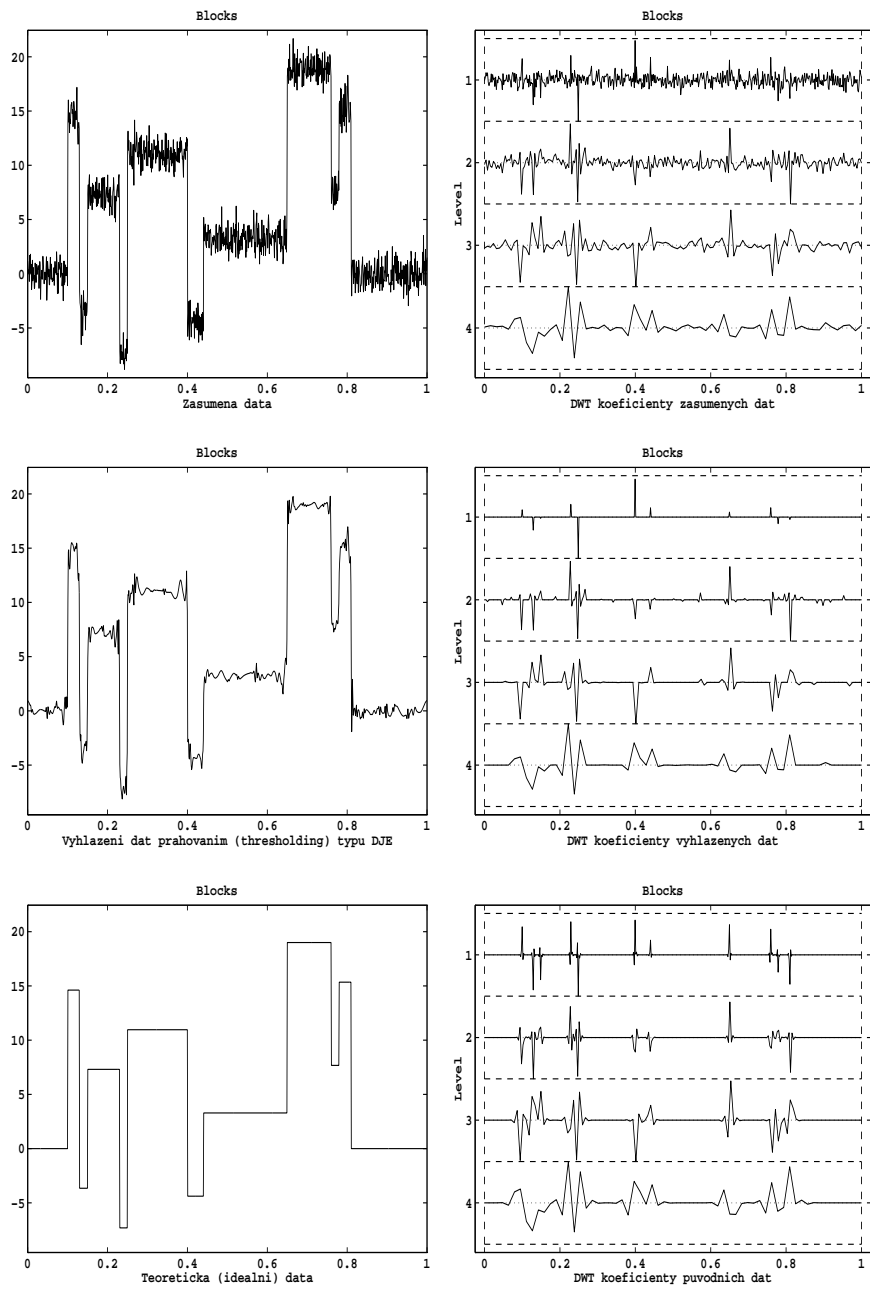 Blocks
Blocks
20
15
10
5
0
−5
0 0.2 0.4 0.6 0.8 1
Zasumena data
Level
1
2
3
4
0 0.2 0.4 0.6 0.8 1
DWT koeficienty zasumenych dat
Blocks
Blocks
20
15
10
5
0
−5
0 0.2 0.4 0.6 0.8 1
Vyhlazeni dat prahovanim (thresholding) typu DJE
Level
1
2
3
4
0 0.2 0.4 0.6 0.8 1
DWT koeficienty vyhlazenych dat
Blocks
Blocks
20
15
10
5
0
−5
0 0.2 0.4 0.6 0.8 1
Teoreticka (idealni) data
Level
1
2
3
4
0 0.2 0.4 0.6 0.8 1
DWT koeficienty puvodnich dat